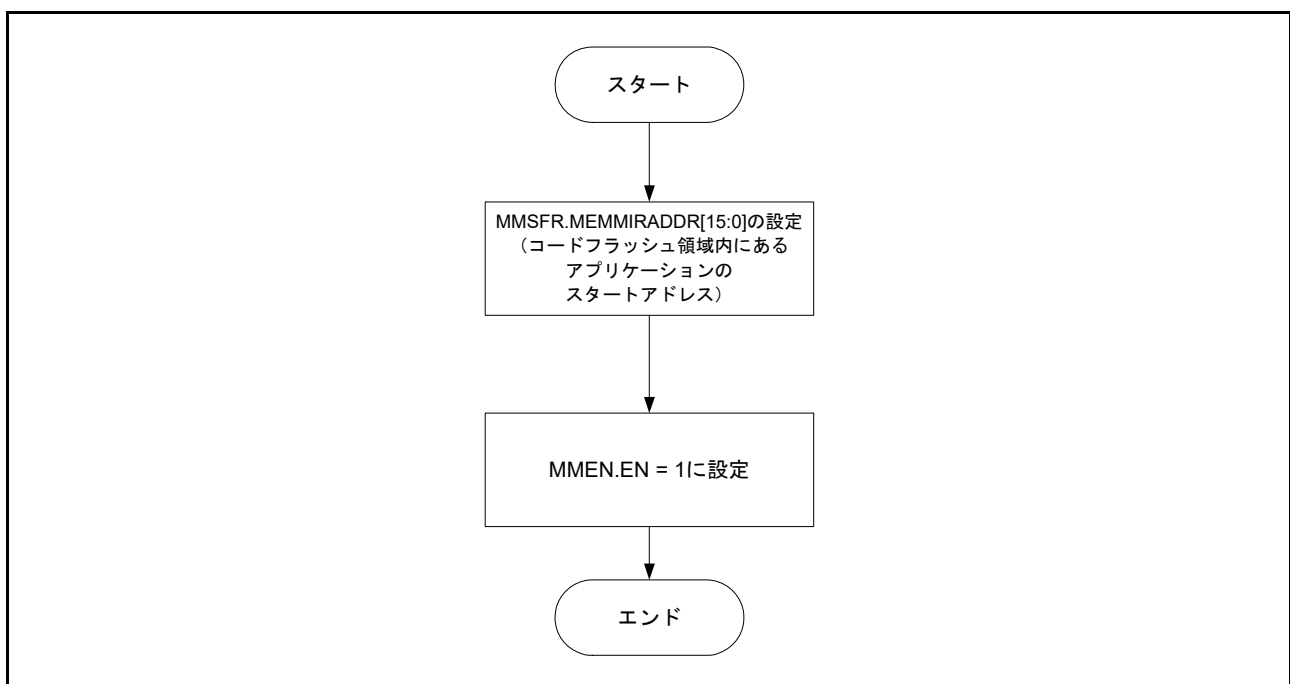 スタート
MMSFR.MEMMIRADDR[15:0]の設定
（コードフラッシュ領域内にある
アプリケーションの
スタートアドレス）
MMEN.EN = 1に設定
エンド